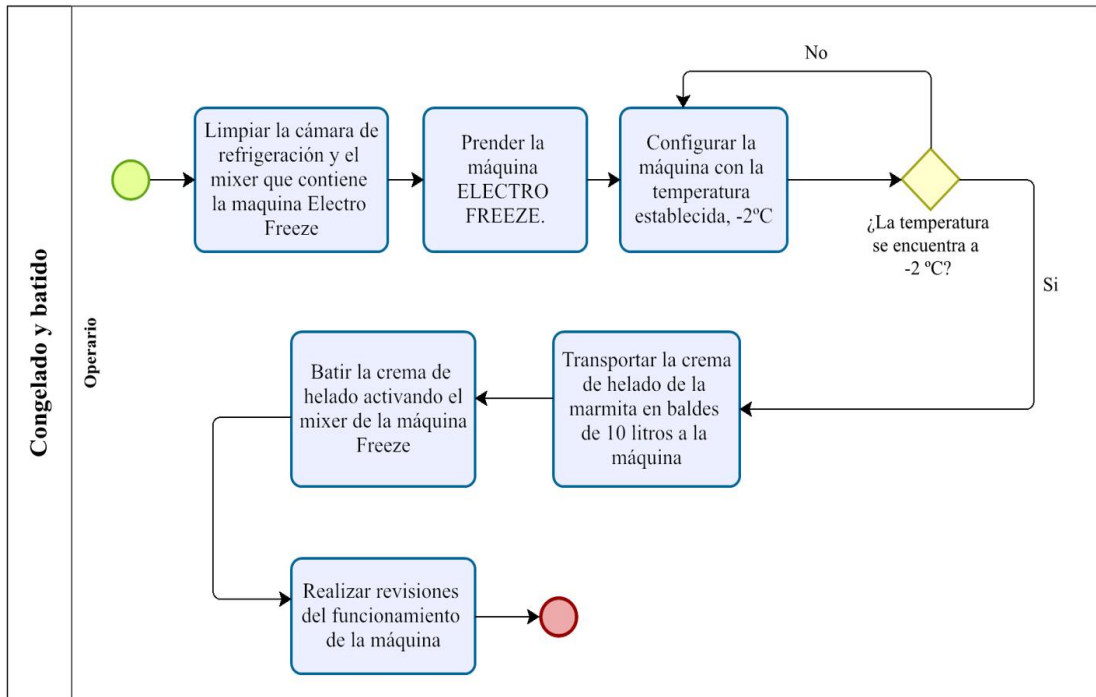 Congelado y batido
Operario
Limpiar la cámara de
refrigeración y el
mixer que contiene
la maquina Electro
Freeze
Prender la
máquina
ELECTRO
FREEZE.
Configurar la
máquina con la
temperatura
establecida, -2ºC
No
¿La temperatura
se encuentra a
-2 ºC?
Si
Transportar la crema
de helado de la
marmita en baldes
de 10 litros a la
máquina
Batir la crema de
helado activando el
mixer de la máquina
Freeze
Realizar revisiones
del funcionamiento
de la máquina